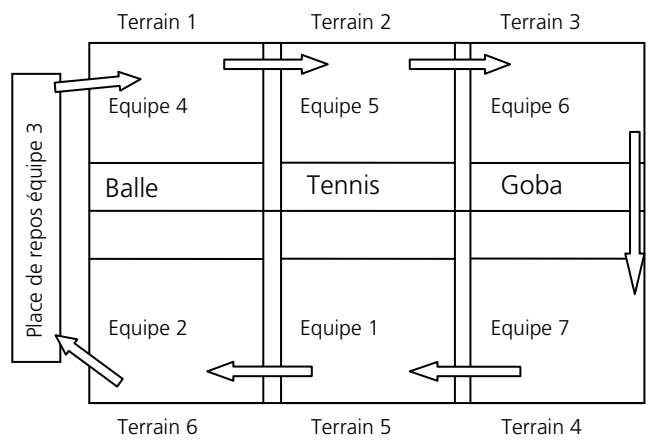 Terrain 1 Terrain 2 Terrain 3
Equipe 4 Equipe 5 Equipe 6
Place de repos équipe 3
Balle Tennis Goba
Equipe 2 Equipe 1 Equipe 7
Terrain 6 Terrain 5 Terrain 4